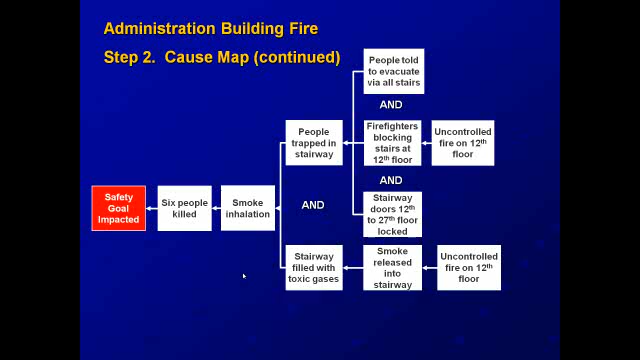 Administration Building Fire
Step 2.  Cause Map (continued)
People told
to evacuate
via all stairs
AND
People
trapped in
stairway
Firefighters
blocking
stairs at
12th floor
Uncontrolled
fire on 12th
floor
AND
Safety
Goal
Impacted
Six people
killed
Smoke
inhalation
AND
Stairway
doors 12th
to 27th floor
locked
Stairway
filled with
toxic gases
Smoke
released
into
stairway
Uncontrolled
fire on 12th
floor